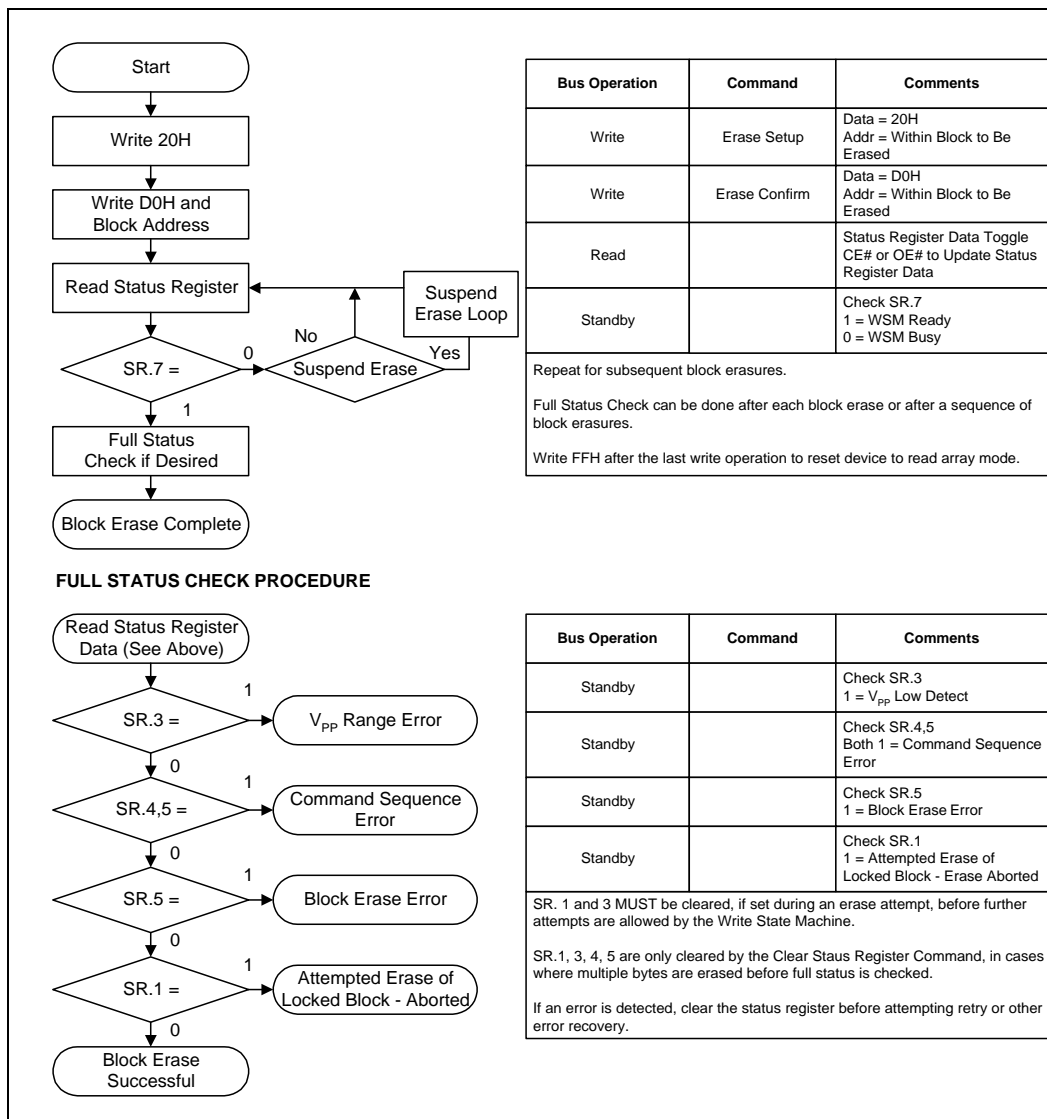 Start
Write 20H
Write D0H and
Block Address
Read Status Register
Suspend
Erase Loop
No
Yes
0
SR.7 =
Suspend Erase
1
Full Status
Check if Desired
Block Erase Complete
Bus Operation Command Comments
Write Erase Setup Data = 20H
Addr = Within Block to Be
Erased
Write Erase Confirm Data = D0H
Addr = Within Block to Be
Erased
Read Status Register Data Toggle
CE# or OE# to Update Status
Register Data
Standby Check SR.7
1 = WSM Ready
0 = WSM Busy
Repeat for subsequent block erasures.
Full Status Check can be done after each block erase or after a sequence of
block erasures.
Write FFH after the last write operation to reset device to read array mode.
FULL STATUS CHECK PROCEDURE
Read Status Register
Data (See Above)
1
SR.3 =
VPP Range Error
0
1
SR.4,5 =
Command Sequence
Error
0
1
SR.5 =
Block Erase Error
0
1
SR.1 =
Attempted Erase of
Locked Block - Aborted
0
Block Erase
Successful
Bus Operation Command Comments
Standby Check SR.3
1 = VPP Low Detect
Standby Check SR.4,5
Both 1 = Command Sequence
Error
Standby Check SR.5
1 = Block Erase Error
Standby Check SR.1
1 = Attempted Erase of
Locked Block - Erase Aborted
SR. 1 and 3 MUST be cleared, if set during an erase attempt, before further
attempts are allowed by the Write State Machine.
SR.1, 3, 4, 5 are only cleared by the Clear Staus Register Command, in cases
where multiple bytes are erased before full status is checked.
If an error is detected, clear the status register before attempting retry or other
error recovery.